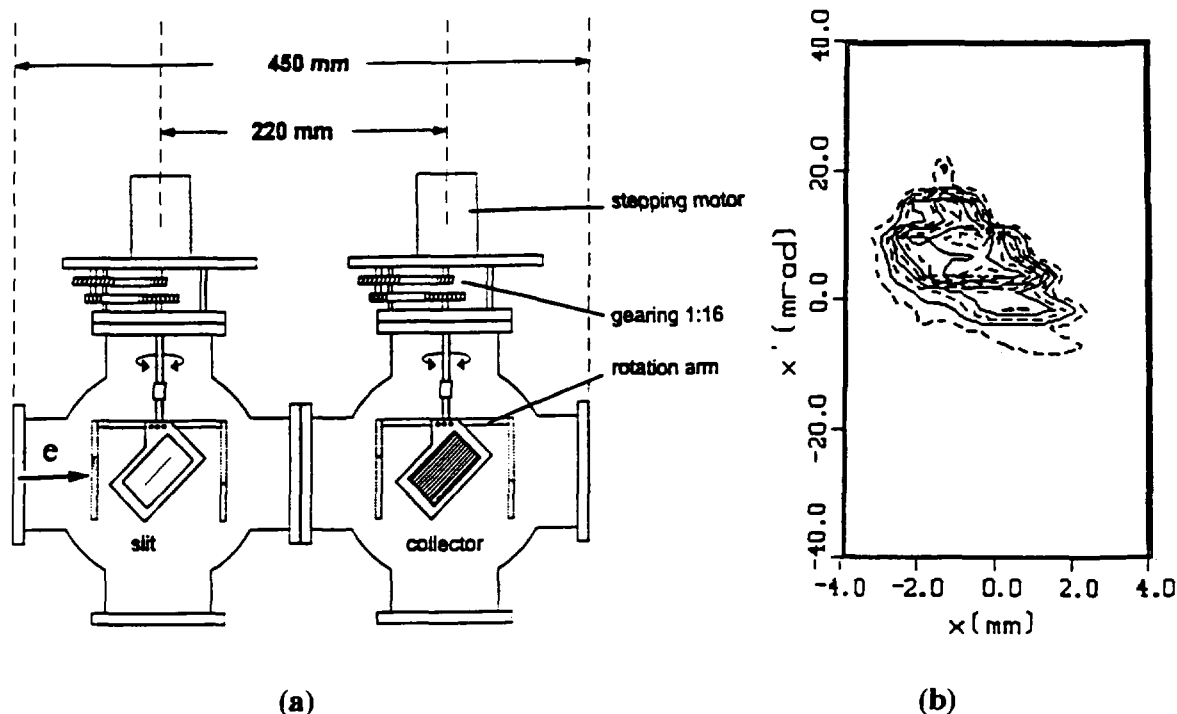 450 mm
220 mm
stepping motor
gearing 1:16
rotation arm
e
slit
collector
(a)
40.0
20.0
0.0
-20.0
-40.0
x' (mrad)
-4.0 -2.0 0.0 2.0 4.0
x (mm)
(b)